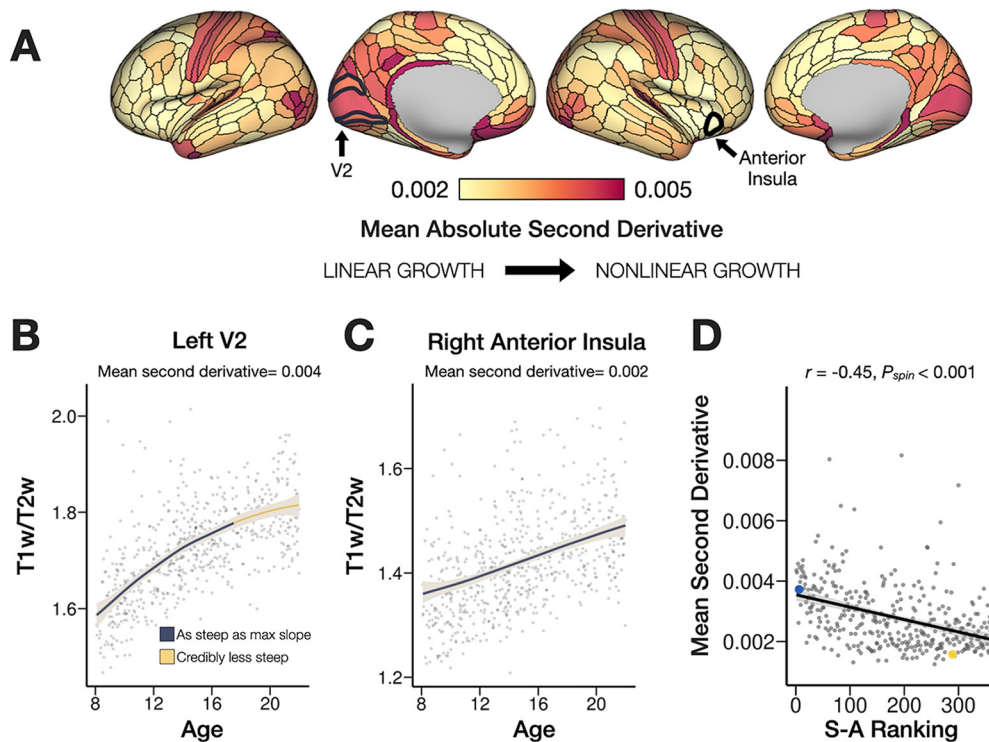 A
V2
Anterior
Insula
0.002
0.005
Mean Absolute Second Derivative
LINEAR GROWTH
NONLINEAR GROWTH
B
Left V2
Mean second derivative= 0.004
T1w/T2w
2.0
1.8
1.6
As steep as max slope
Credibly less steep
8
12
16
20
Age
C
Right Anterior Insula
Mean second derivative= 0.002
T1w/T2w
1.6
1.4
1.2
8
12
16
20
Age
D
r = -0.45, Pspin < 0.001
Mean Second Derivative
0.008
0.006
0.004
0.002
0
100
200
300
S-A Ranking